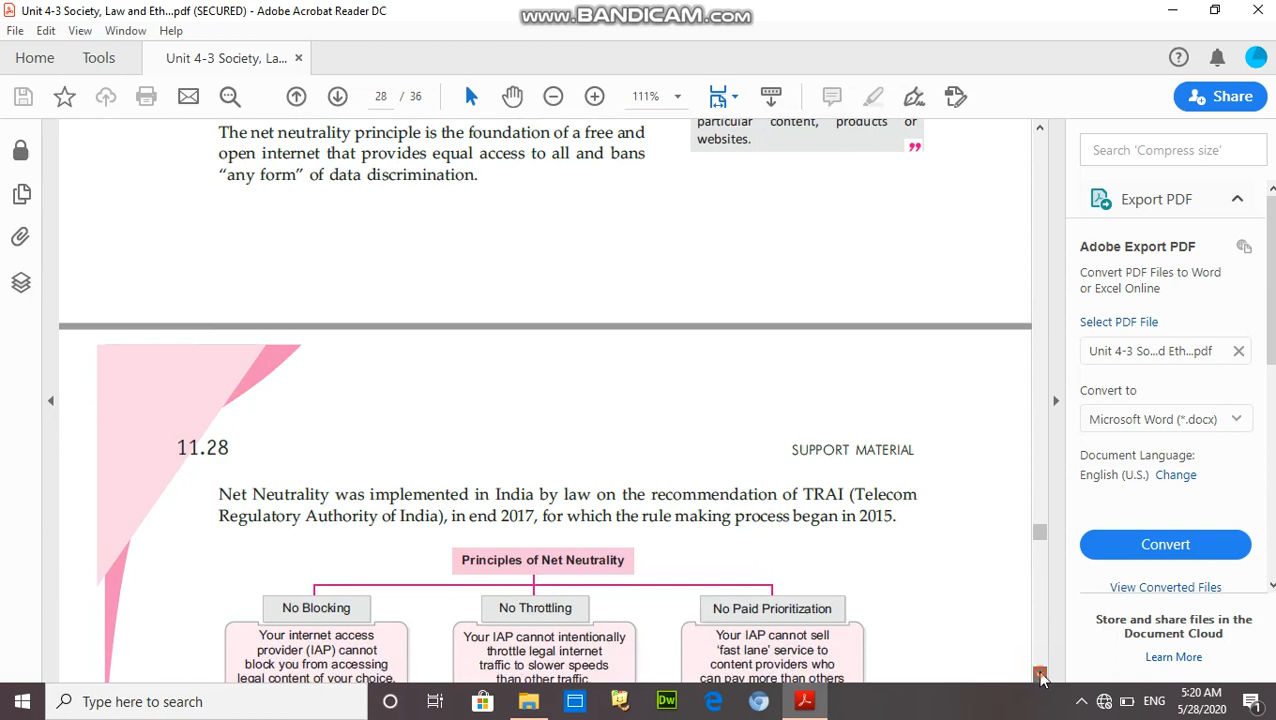 Unit 4-3 Society, Law and Eth...pdf (SECURED) - Adobe Acrobat Reader DC
www.BANDICAM.com
File Edit View Window Help
Home Tools Unit 4-3 Society, La... ×
28 / 36 111% Share
particular content, products or
websites.
”
The net neutrality principle is the foundation of a free and
open internet that provides equal access to all and bans
“any form” of data discrimination.
11.28 SUPPORT MATERIAL
Net Neutrality was implemented in India by law on the recommendation of TRAI (Telecom
Regulatory Authority of India), in end 2017, for which the rule making process began in 2015.
Principles of Net Neutrality
No Blocking No Throttling No Paid Prioritization
Your internet access
provider (IAP) cannot
block you from accessing
legal content of your choice.
Your IAP cannot intentionally
throttle legal internet
traffic to slower speeds
than other traffic.
Your IAP cannot sell
‘fast lane’ service to
content providers who
can pay more than others
Search 'Compress size'
Export PDF
Adobe Export PDF
Convert PDF Files to Word
or Excel Online
Select PDF File
Unit 4-3 So...d Eth...pdf
Convert to
Microsoft Word (*.docx)
Document Language:
English (U.S.) Change
Convert
View Converted Files
Store and share files in the
Document Cloud
Learn More
Type here to search
Dw
ENG
5:20 AM
5/28/2020
1